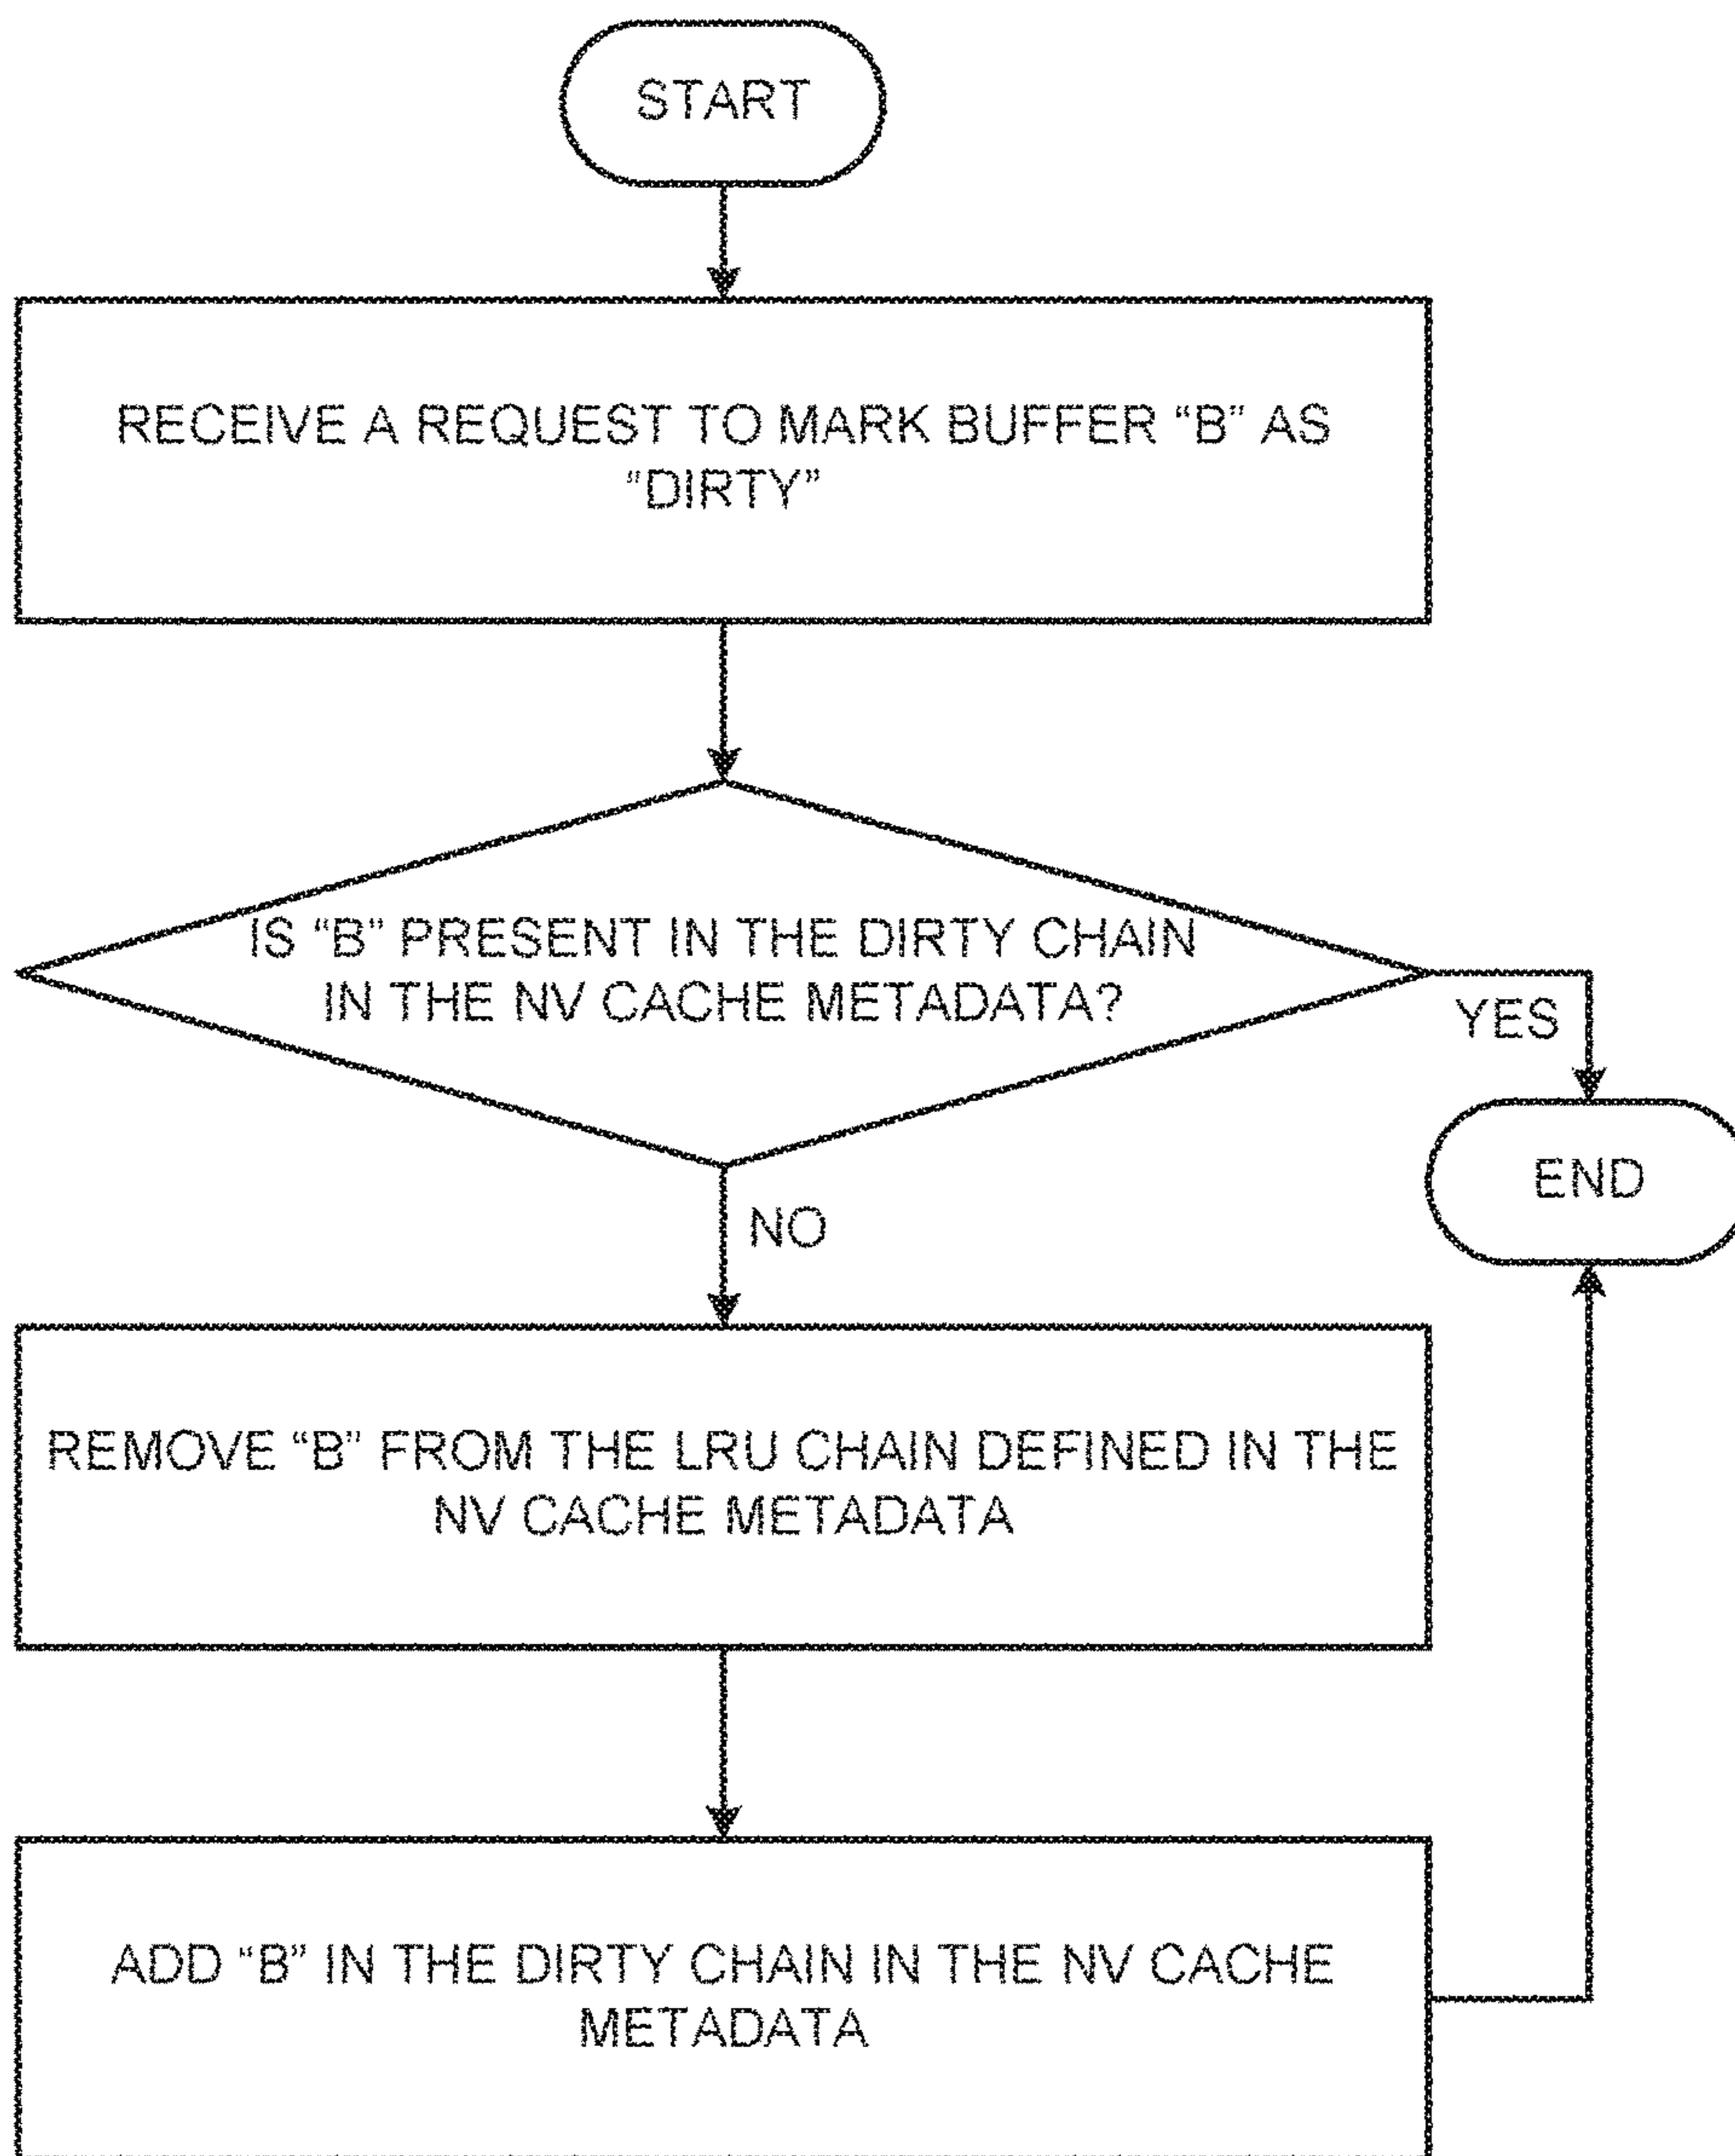 START
RECEIVE A REQUEST TO MARK BUFFER “B” AS
“DIRTY”
IS “B” PRESENT IN THE DIRTY CHAIN
IN THE NV CACHE METADATA?
YES
END
NO
REMOVE “B” FROM THE LRU CHAIN DEFINED IN THE
NV CACHE METADATA
ADD “B” IN THE DIRTY CHAIN IN THE NV CACHE
METADATA